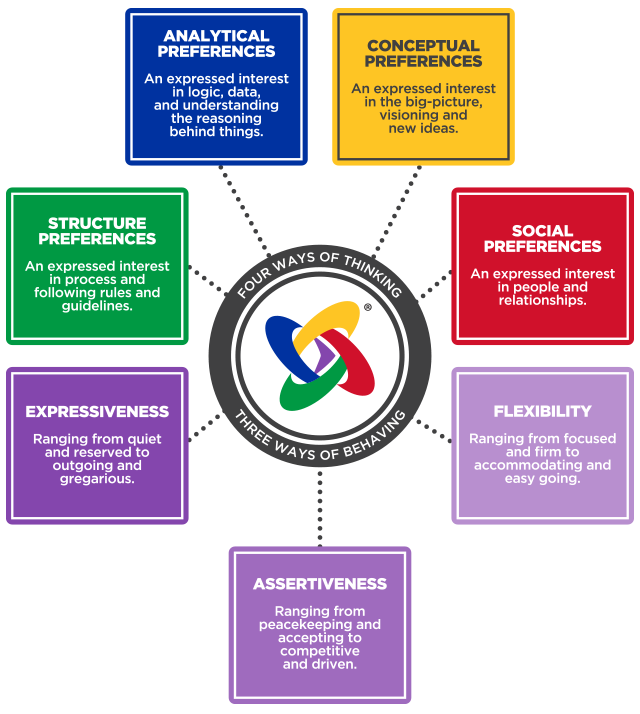 ANALYTICAL
PREFERENCES
An expressed interest
in logic, data,
and understanding
the reasoning
behind things.
CONCEPTUAL
PREFERENCES
An expressed interest
in the big-picture,
visioning and
new ideas.
STRUCTURE
PREFERENCES
An expressed interest
in process and
following rules and
guidelines.
SOCIAL
PREFERENCES
An expressed interest
in people and
relationships.
FOUR WAYS OF THINKING
®
THREE WAYS OF BEHAVING
EXPRESSIVENESS
Ranging from quiet
and reserved to
outgoing and
gregarious.
FLEXIBILITY
Ranging from focused
and firm to
accommodating and
easy going.
ASSERTIVENESS
Ranging from
peacekeeping and
accepting to
competitive
and driven.